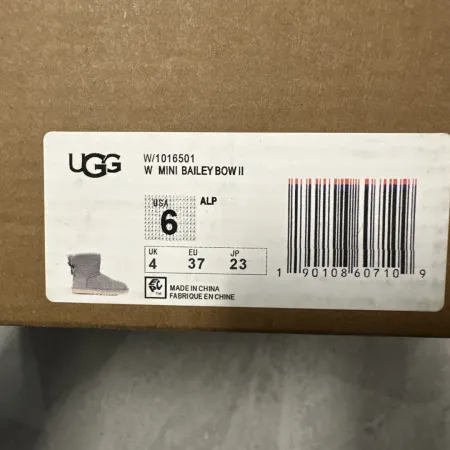 UGG
W/1016501
W MINI BAILEY BOW II
ALP
USA
6
UK EU JP
4 37 23
MADE IN CHINA
FABRIQUE EN CHINE
1 90108 60710 9